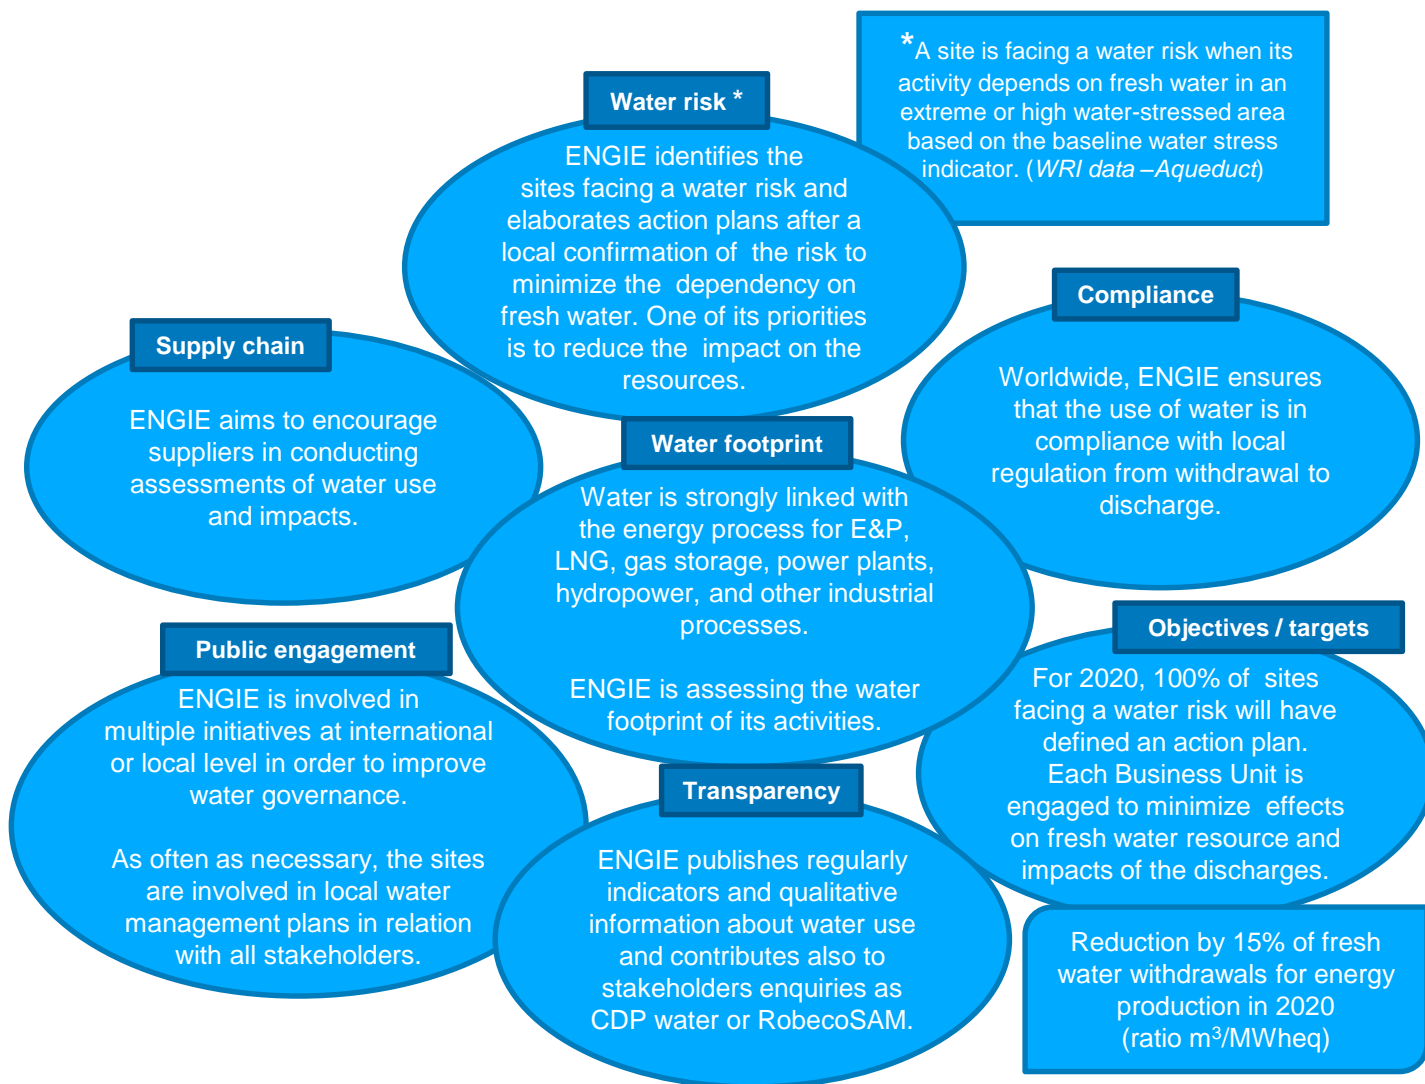 *A site is facing a water risk when its
activity depends on fresh water in an
extreme or high water-stressed area
based on the baseline water stress
indicator. (WRI data –Aqueduct)
Water risk *
ENGIE identifies the
sites facing a water risk and
elaborates action plans after a
local confirmation of the risk to
minimize the dependency on
fresh water. One of its priorities
is to reduce the impact on the
resources.
Compliance
Worldwide, ENGIE ensures
that the use of water is in
compliance with local
regulation from withdrawal to
discharge.
Supply chain
ENGIE aims to encourage
suppliers in conducting
assessments of water use
and impacts.
Water footprint
Water is strongly linked with
the energy process for E&P,
LNG, gas storage, power plants,
hydropower, and other industrial
processes.
ENGIE is assessing the water
footprint of its activities.
Objectives / targets
For 2020, 100% of sites
facing a water risk will have
defined an action plan.
Each Business Unit is
engaged to minimize effects
on fresh water resource and
impacts of the discharges.
Public engagement
ENGIE is involved in
multiple initiatives at international
or local level in order to improve
water governance.
As often as necessary, the sites
are involved in local water
management plans in relation
with all stakeholders.
Transparency
ENGIE publishes regularly
indicators and qualitative
information about water use
and contributes also to
stakeholders enquiries as
CDP water or RobecoSAM.
Reduction by 15% of fresh
water withdrawals for energy
production in 2020
(ratio m³/MWheq)